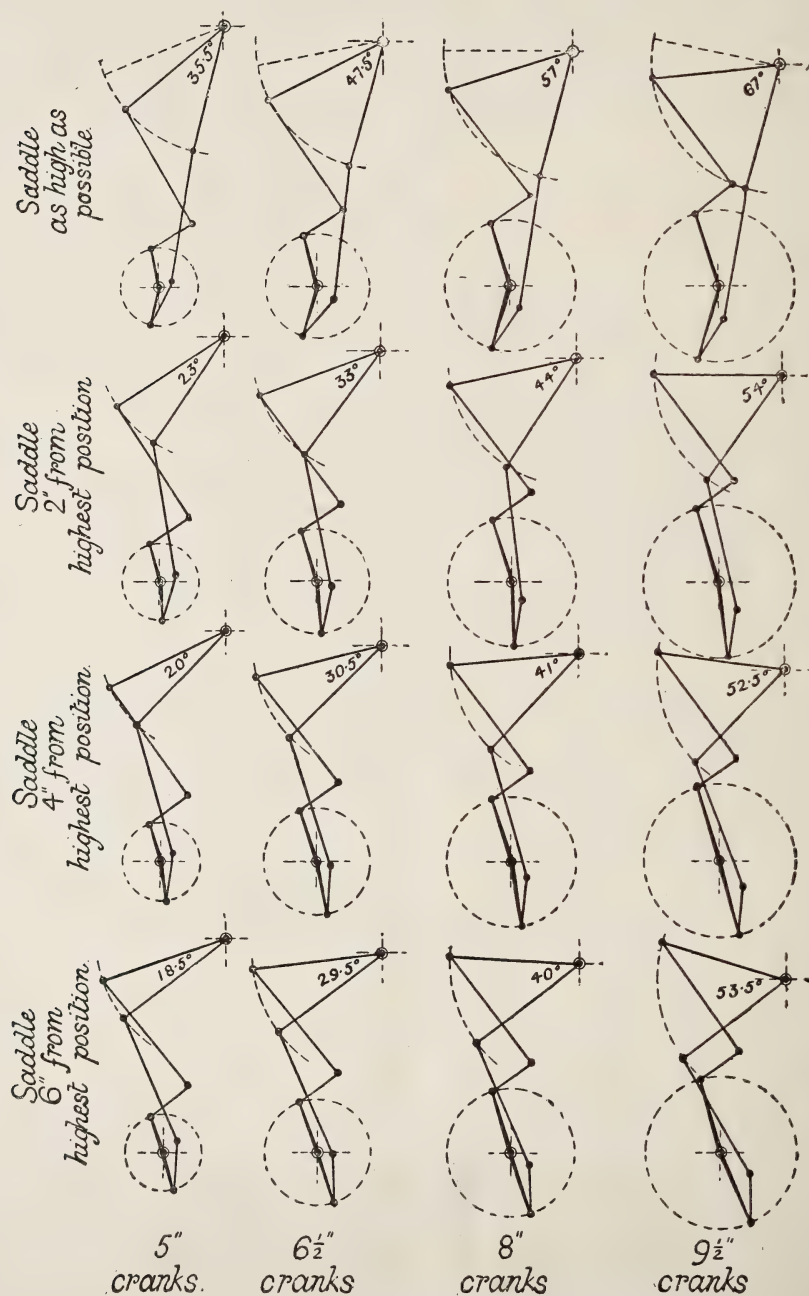 Saddle
as high as
possible.
35.5°
47.5°
57°
67°
Saddle
2" from
highest position
23°
33°
44°
54°
Saddle
4" from
highest position.
20°
30.5°
41°
52.5°
Saddle
6" from
highest position.
18.5°
29.5°
40°
53.5°
5"
cranks.
6½"
cranks
8"
cranks
9½"
cranks